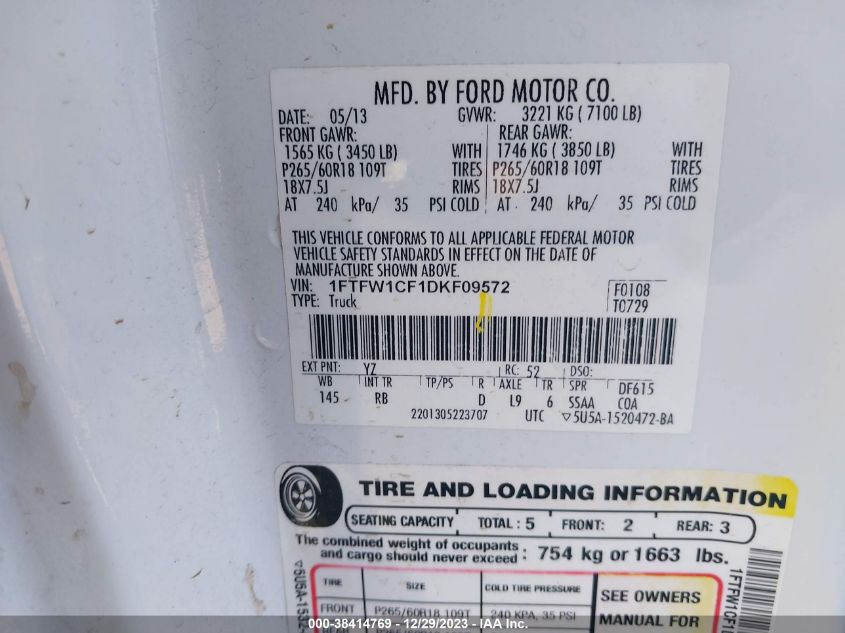 MFD. BY FORD MOTOR CO.
DATE: 05/13 GVWR: 3221 KG ( 7100 LB)
FRONT GAWR: REAR GAWR:
1565 KG ( 3450 LB) WITH 1746 KG ( 3850 LB) WITH
P265/60R18 109T TIRES P265/60R18 109T TIRES
18X7.5J RIMS 18X7.5J RIMS
AT 240 kPa/ 35 PSI COLD AT 240 kPa/ 35 PSI COLD
THIS VEHICLE CONFORMS TO ALL APPLICABLE FEDERAL MOTOR
VEHICLE SAFETY STANDARDS IN EFFECT ON THE DATE OF
MANUFACTURE SHOWN ABOVE.
VIN: 1FTFW1CF1DKF09572 F0108
TYPE: Truck T0729
EXT PNT: YZ RC: 52 DSO:
WB INT TR TP/PS R AXLE TR SPR DF615
145 RB D L9 6 SSAA COA
2201305223707 UTC ▽5U5A-1520472-BA
TIRE AND LOADING INFORMATION
SEATING CAPACITY TOTAL : 5 FRONT: 2 REAR: 3
The combined weight of occupants
and cargo should never exceed : 754 kg or 1663 lbs.
TIRE SIZE COLD TIRE PRESSURE SEE OWNERS
FRONT P265/60R18 109T 240 KPA, 35 PSI MANUAL FOR
000-38414769 - 12/29/2023 - IAAI.COM